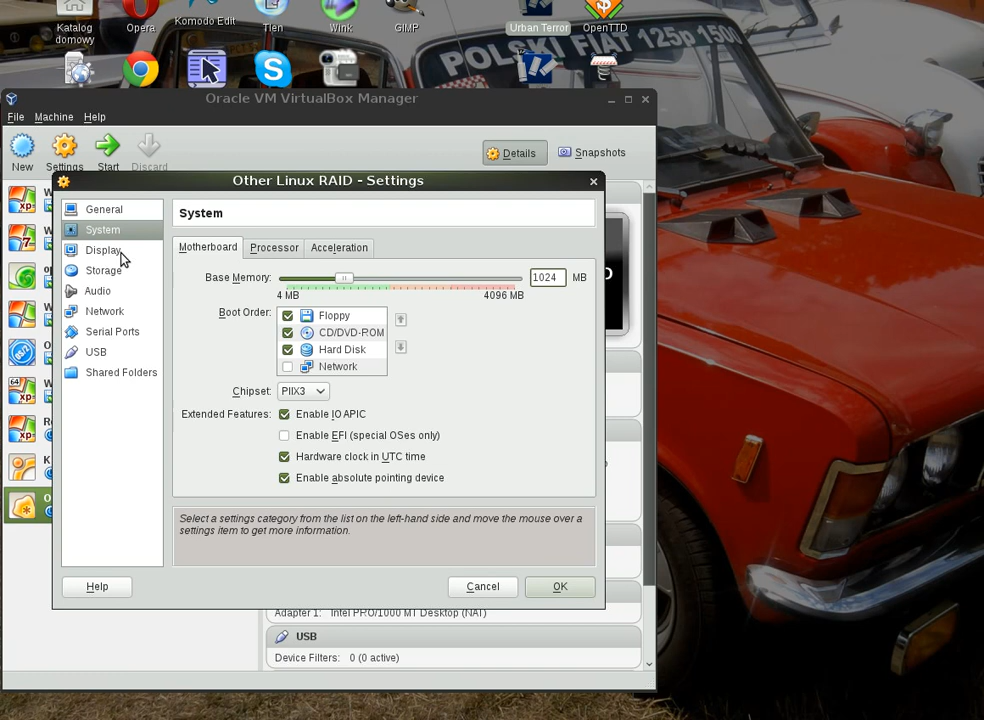 Katalog
domowy
Opera
Komodo Edit
Tlen
Wink
GIMP
Urban Terror
OpenTTD
POLSKI FIAT 125p 1500
Oracle VM VirtualBox Manager
File Machine Help
New Settings Start Discard
Details Snapshots
Other Linux RAID - Settings
General
System
Display
Storage
Audio
Network
Serial Ports
USB
Shared Folders
System
Motherboard Processor Acceleration
Base Memory: 1024 MB
4 MB 4096 MB
Boot Order:
Floppy
CD/DVD-ROM
Hard Disk
Network
Chipset: PIIX3
Extended Features: Enable IO APIC
Enable EFI (special OSes only)
Hardware clock in UTC time
Enable absolute pointing device
Select a settings category from the list on the left-hand side and move the mouse over a
settings item to get more information.
Help Cancel OK
Adapter 1: Intel PRO/1000 MT Desktop (NAT)
USB
Device Filters: 0 (0 active)